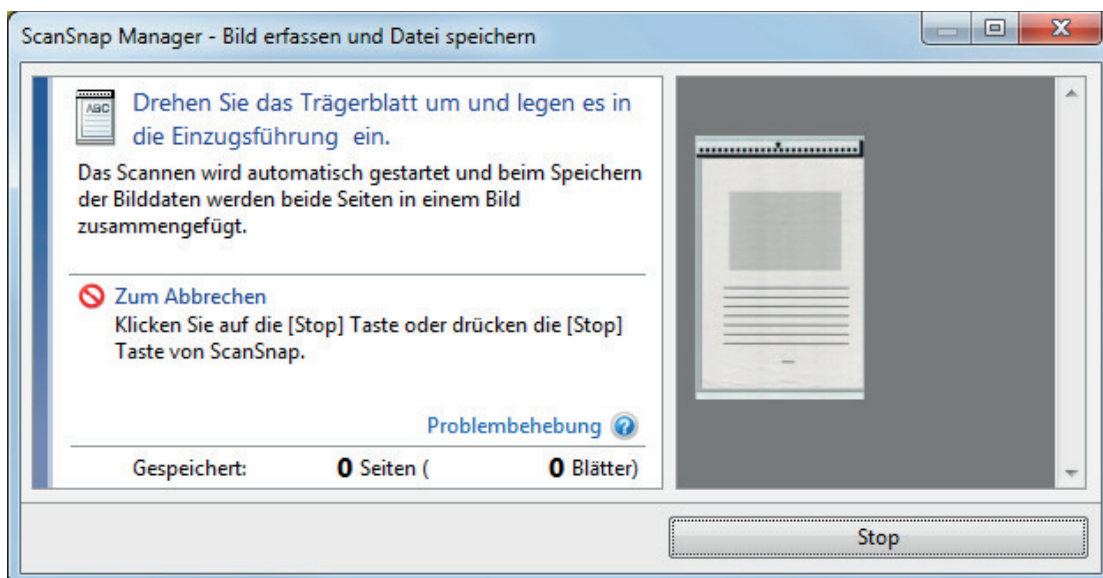 ScanSnap Manager - Bild erfassen und Datei speichern
ABC
Drehen Sie das Trägerblatt um und legen es in
die Einzugsführung ein.
Das Scannen wird automatisch gestartet und beim Speichern
der Bilddaten werden beide Seiten in einem Bild
zusammengefügt.
Zum Abbrechen
Klicken Sie auf die [Stop] Taste oder drücken die [Stop]
Taste von ScanSnap.
Problembehebung ?
Gespeichert: 0 Seiten ( 0 Blätter)
Stop